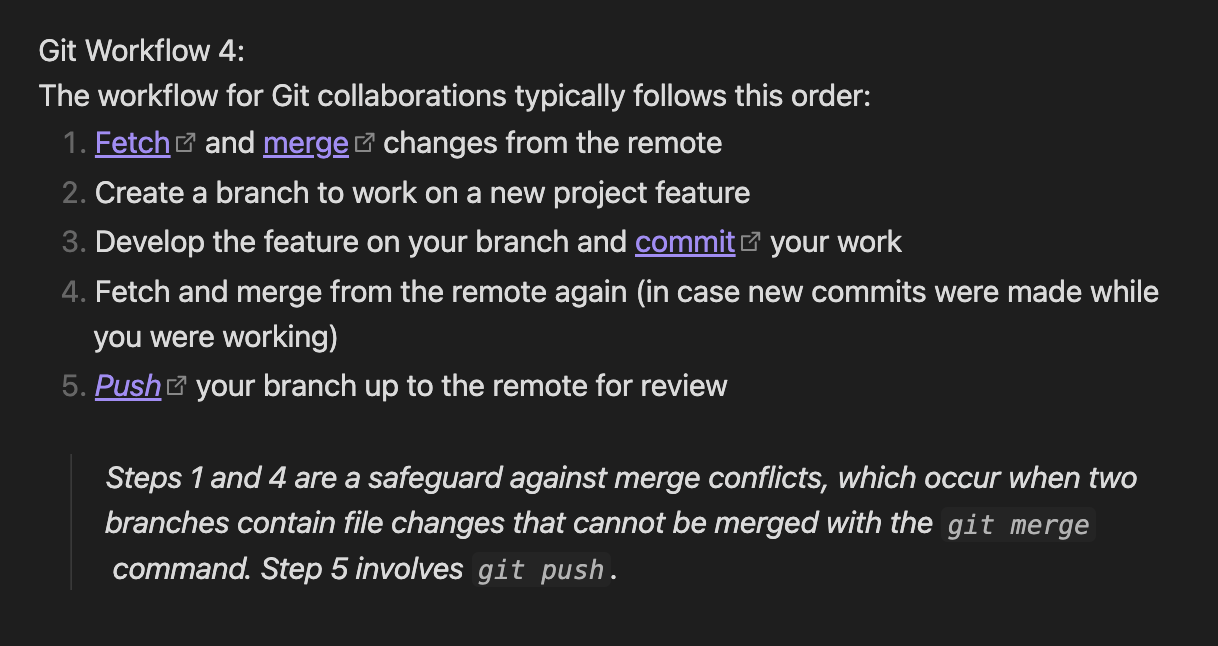 Git Workflow 4:
The workflow for Git collaborations typically follows this order:
1. Fetch and merge changes from the remote
2. Create a branch to work on a new project feature
3. Develop the feature on your branch and commit your work
4. Fetch and merge from the remote again (in case new commits were made while
you were working)
5. Push your branch up to the remote for review
Steps 1 and 4 are a safeguard against merge conflicts, which occur when two
branches contain file changes that cannot be merged with the git merge
command. Step 5 involves git push.